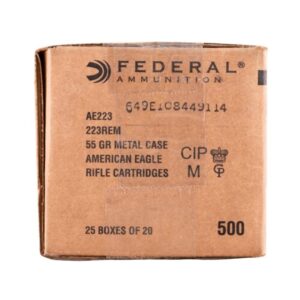 FEDERAL®
AMMUNITION
649E108449114
AE223
223REM
55 GR METAL CASE
AMERICAN EAGLE
RIFLE CARTRIDGES
CIP
M
25 BOXES OF 20
500